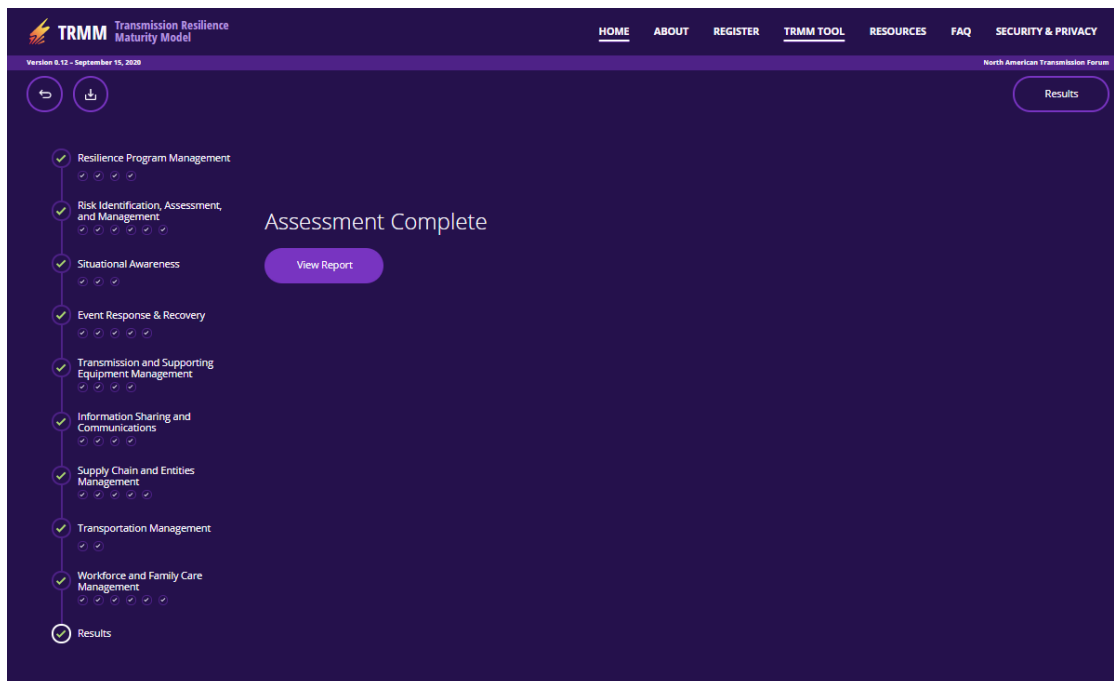 TRMM Transmission Resilience
Maturity Model
HOME ABOUT REGISTER TRMM TOOL RESOURCES FAQ SECURITY & PRIVACY
Version 0.12 – September 15, 2020
North American Transmission Forum
Results
Resilience Program Management
Risk Identification, Assessment,
and Management
Assessment Complete
View Report
Situational Awareness
Event Response & Recovery
Transmission and Supporting
Equipment Management
Information Sharing and
Communications
Supply Chain and Entities
Management
Transportation Management
Workforce and Family Care
Management
Results